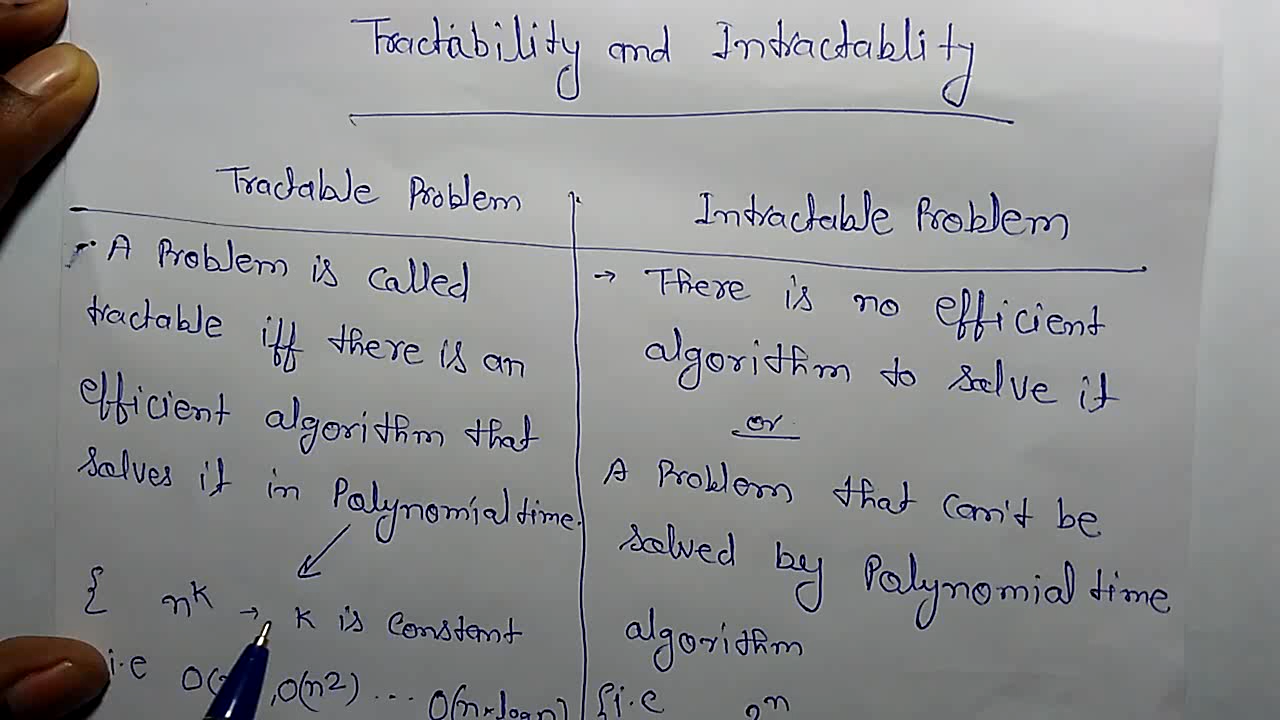 Tractability and Intractablity
Tractable Problem
A Problem is called
tractable iff there is an
efficient algorithm that
solves it in Polynomial time.
{ n^k → k is constant
i.e O( ,O(n2) ... O(n×logn)
Intractable Problem
→ There is no efficient
algorithm to solve it
or
A Problem that can't be
solved by Polynomial time
algorithm
{i.e 2^n